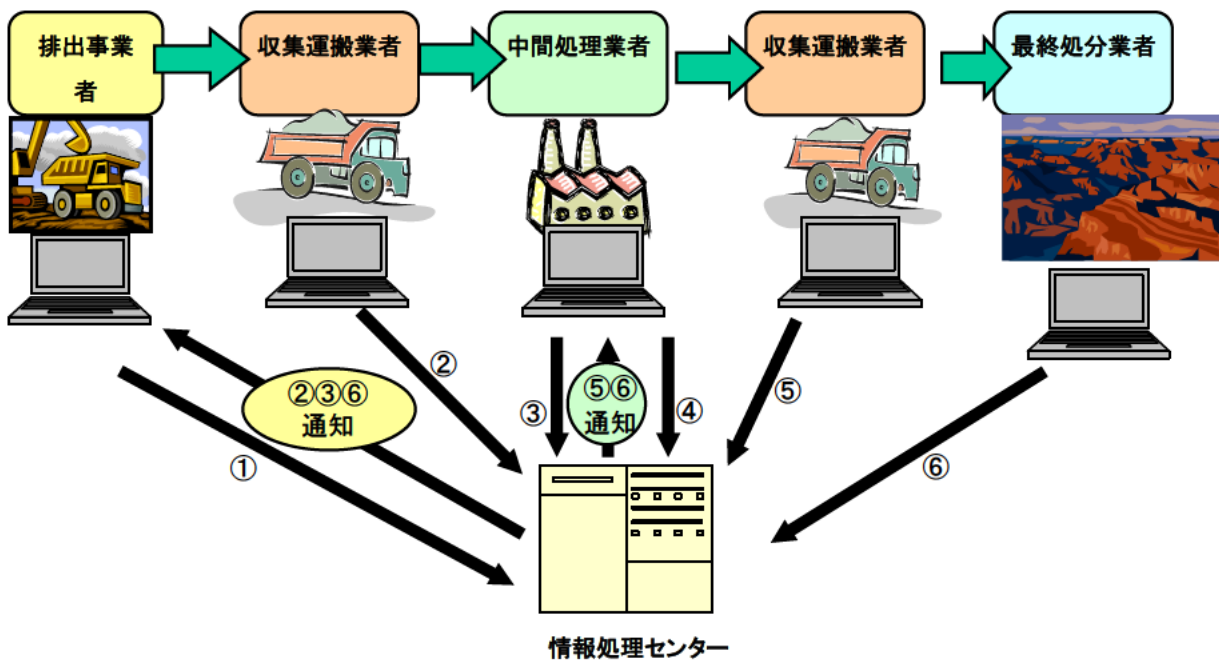 排出事業
者
収集運搬業者
中間処理業者
収集運搬業者
最終処分業者
②③⑥
通知
①
②
③
⑤⑥
通知
④
⑤
⑥
情報処理センター